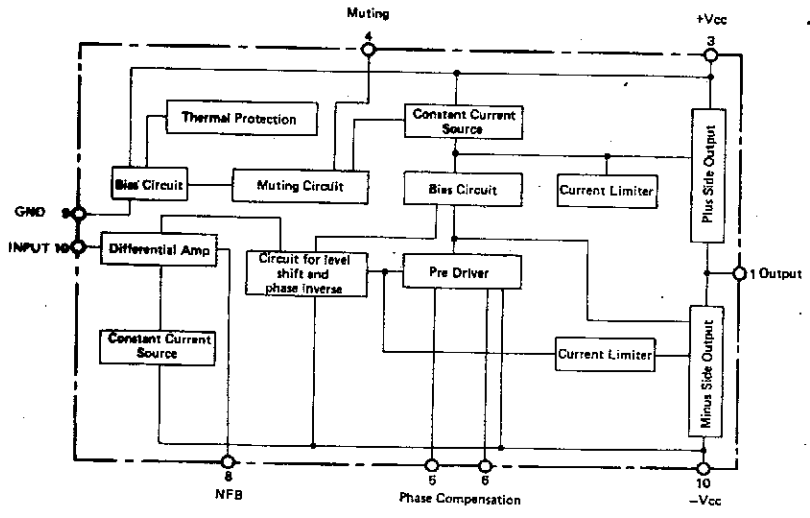 Muting
4
+Vcc
3
Thermal Protection
Constant Current
Source
Bias Circuit
Muting Circuit
Bias Circuit
Current Limiter
Plus Side Output
GND 9
INPUT
Differential Amp
Circuit for level
shift and
phase inverse
Pre Driver
1 Output
Constant Current
Source
Current Limiter
Minus Side Output
8
NFB
5
6
Phase Compensation
10
−Vcc